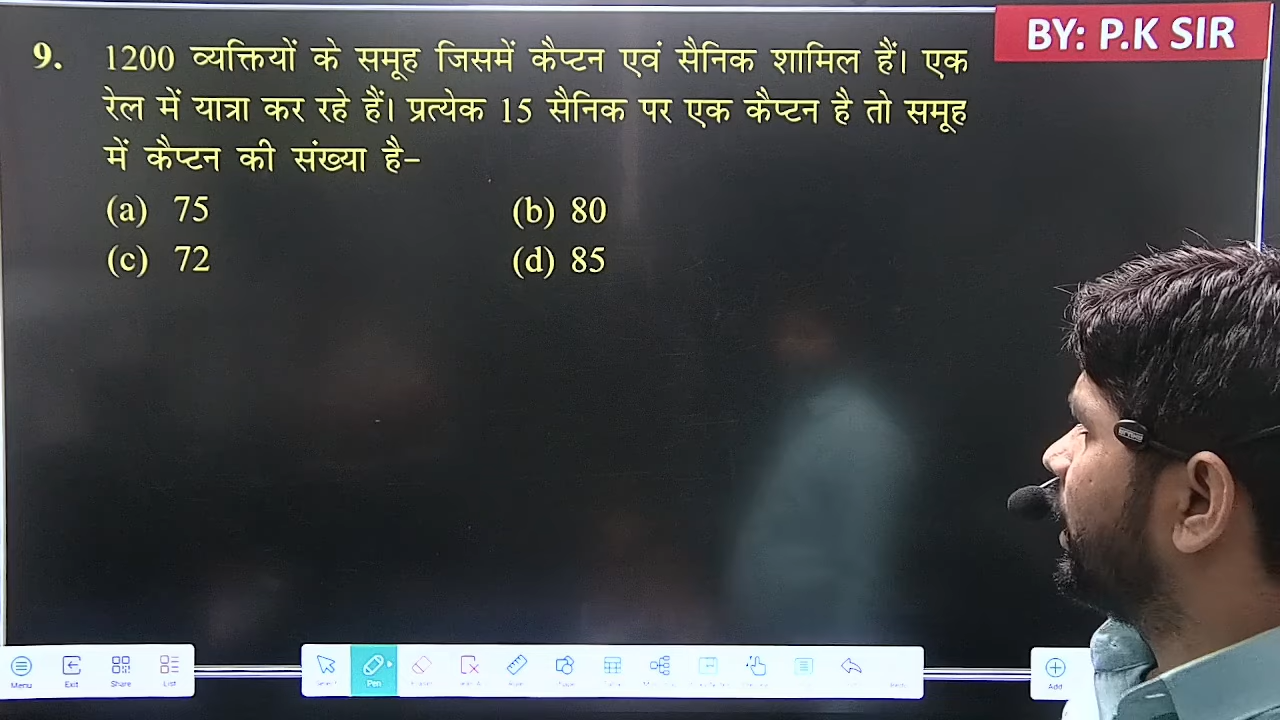 BY: P.K SIR
9. 1200 व्यक्तियों के समूह जिसमें कैप्टन एवं सैनिक शामिल हैं। एक
रेल में यात्रा कर रहे हैं। प्रत्येक 15 सैनिक पर एक कैप्टन है तो समूह
में कैप्टन की संख्या है-
(a) 75 (b) 80
(c) 72 (d) 85
Menu Exit Share List Pen Add